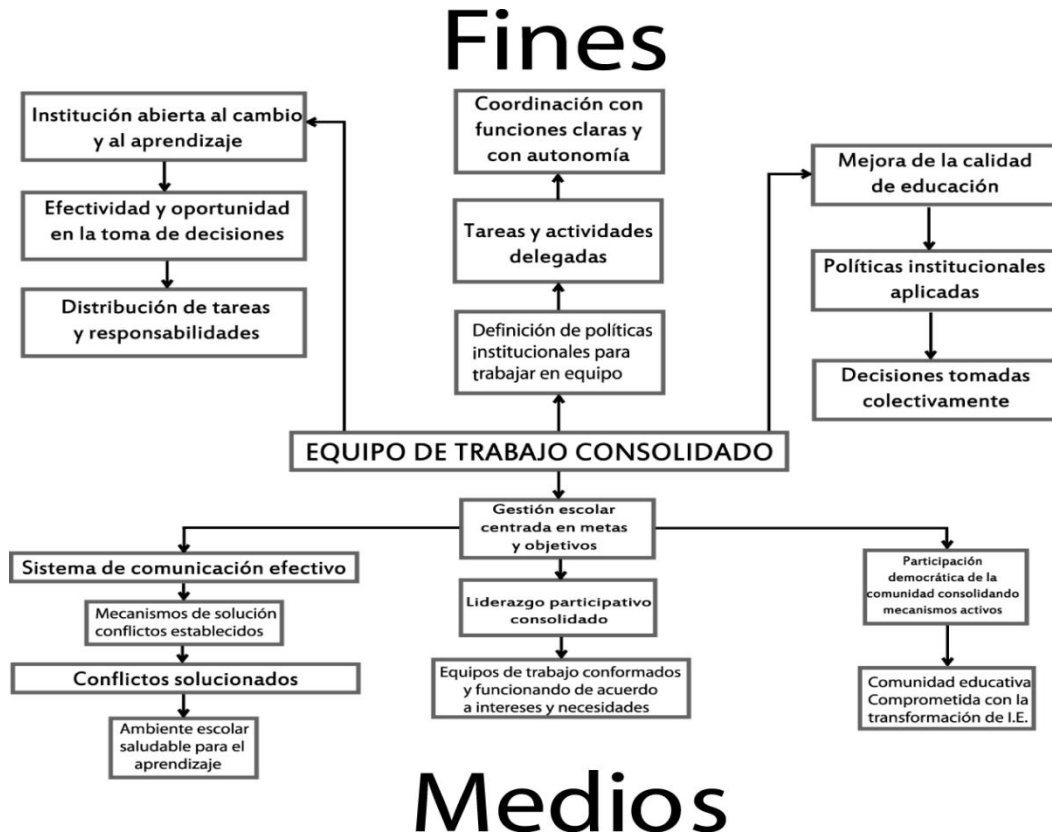 Fines
Institución abierta al cambio
y al aprendizaje
Efectividad y oportunidad
en la toma de decisiones
Distribución de tareas
y responsabilidades
Coordinación con
funciones claras y
con autonomía
Tareas y actividades
delegadas
Definición de políticas
institucionales para
trabajar en equipo
Mejora de la calidad
de educación
Políticas institucionales
aplicadas
Decisiones tomadas
colectivamente
EQUIPO DE TRABAJO CONSOLIDADO
Gestión escolar
centrada en metas
y objetivos
Sistema de comunicación efectivo
Mecanismos de solución
conflictos establecidos
Conflictos solucionados
Ambiente escolar
saludable para el
aprendizaje
Liderazgo participativo
consolidado
Equipos de trabajo conformados
y funcionando de acuerdo
a intereses y necesidades
Participación
democrática de la
comunidad consolidando
mecanismos activos
Comunidad educativa
Comprometida con la
transformación de I.E.
Medios